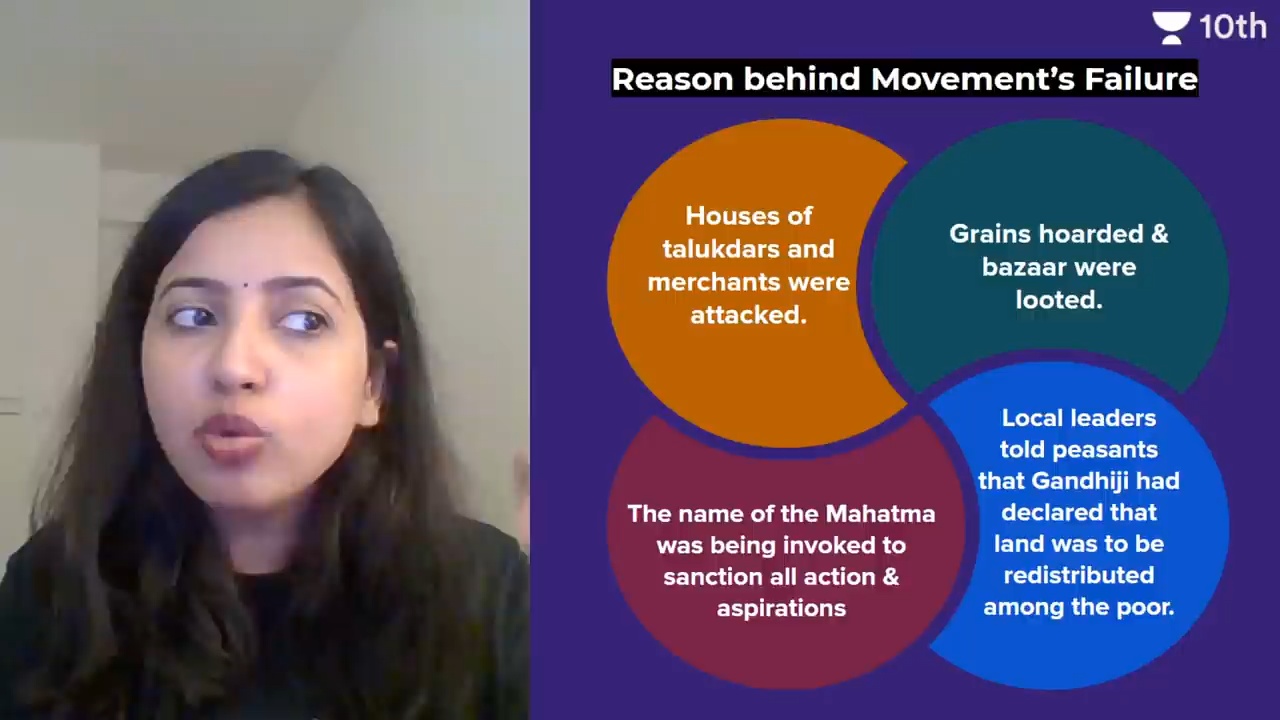 10th
Reason behind Movement’s Failure
Houses of
talukdars and
merchants were
attacked.
Grains hoarded &
bazaar were
looted.
The name of the Mahatma
was being invoked to
sanction all action &
aspirations
Local leaders
told peasants
that Gandhiji had
declared that
land was to be
redistributed
among the poor.